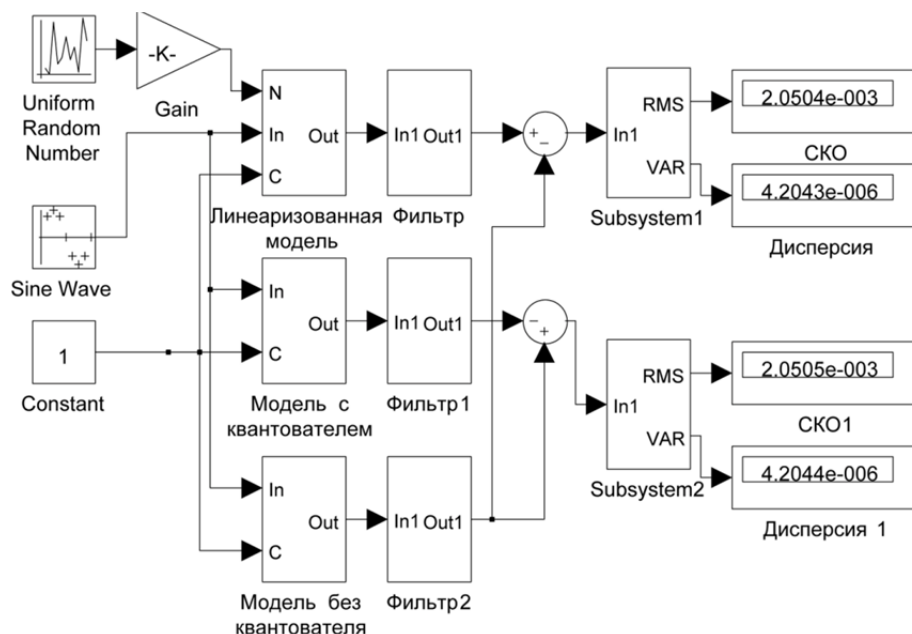 Uniform
Random
Number
-K-
Gain
Sine Wave
1
Constant
N
In
C
Out
Линеаризованная
модель
In1 Out1
Фильтр
+
−
In1
RMS
VAR
Subsystem1
2.0504e-003
СКО
4.2043e-006
Дисперсия
In
C
Out
Модель с
квантователем
In1 Out1
Фильтр1
−
+
In1
RMS
VAR
Subsystem2
2.0505e-003
СКО1
4.2044e-006
Дисперсия 1
In
C
Out
Модель без
квантователя
In1 Out1
Фильтр2